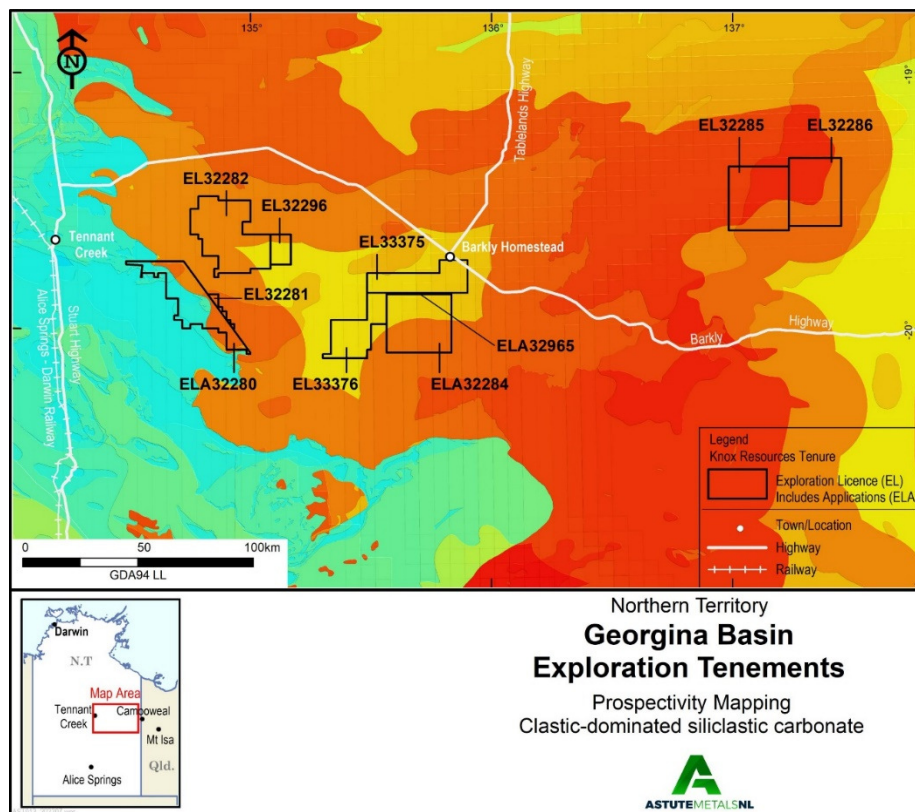 135°
136°
137°
-19°
-19°
N
Tablelands Highway
EL32285
EL32286
EL32282
EL32296
Tennant
Creek
EL33375
Barkly Homestead
EL32281
Stuart Highway
Alice Springs - Darwin Railway
Barkly
Highway
-20°
ELA32965
ELA32280
EL33376
ELA32284
Legend
Knox Resources Tenure
Exploration Licence (EL)
Includes Applications (ELA)
Town/Location
Highway
Railway
0 50 100km
GDA94 LL
Darwin
N.T
Map Area
Tennant
Creek
Camooweal
Mt Isa
Qld.
Alice Springs
Northern Territory
Georgina Basin
Exploration Tenements
Prospectivity Mapping
Clastic-dominated siliclastic carbonate
ASTUTEMETALSNL